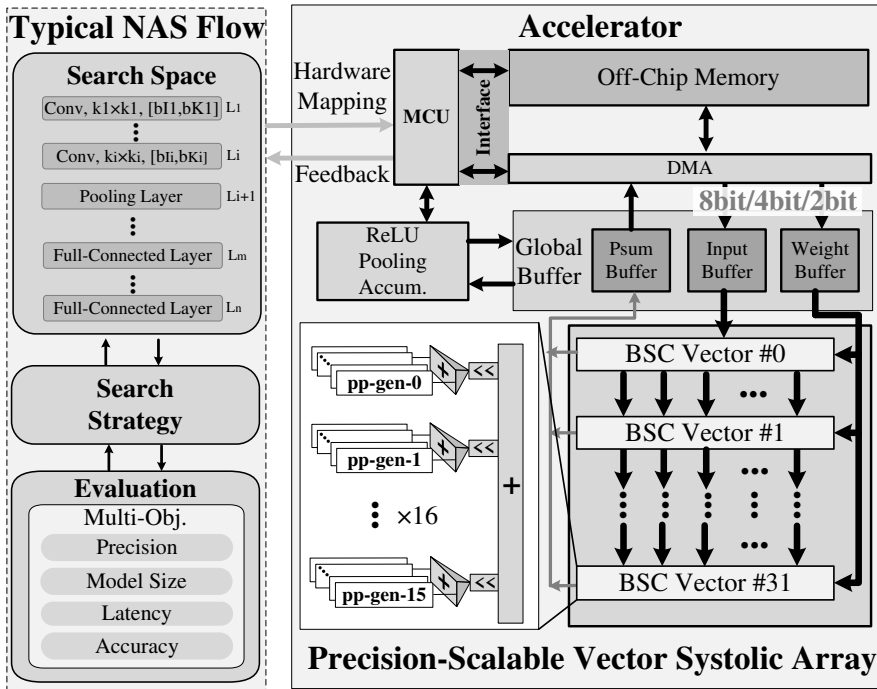 Typical NAS Flow
Search Space
Conv, k1×k1, [bI1,bK1] L1
Conv, ki×ki, [bIi,bKi] Li
Pooling Layer Li+1
Full-Connected Layer Lm
Full-Connected Layer Ln
Search
Strategy
Evaluation
Multi-Obj.
Precision
Model Size
Latency
Accuracy
Accelerator
Hardware
Mapping
Feedback
MCU
Interface
Off-Chip Memory
DMA
8bit/4bit/2bit
ReLU
Pooling
Accum.
Global
Buffer
Psum
Buffer
Input
Buffer
Weight
Buffer
pp-gen-0 + <<
pp-gen-1 + <<
×16
pp-gen-15 + <<
+
BSC Vector #0
BSC Vector #1
BSC Vector #31
Precision-Scalable Vector Systolic Array